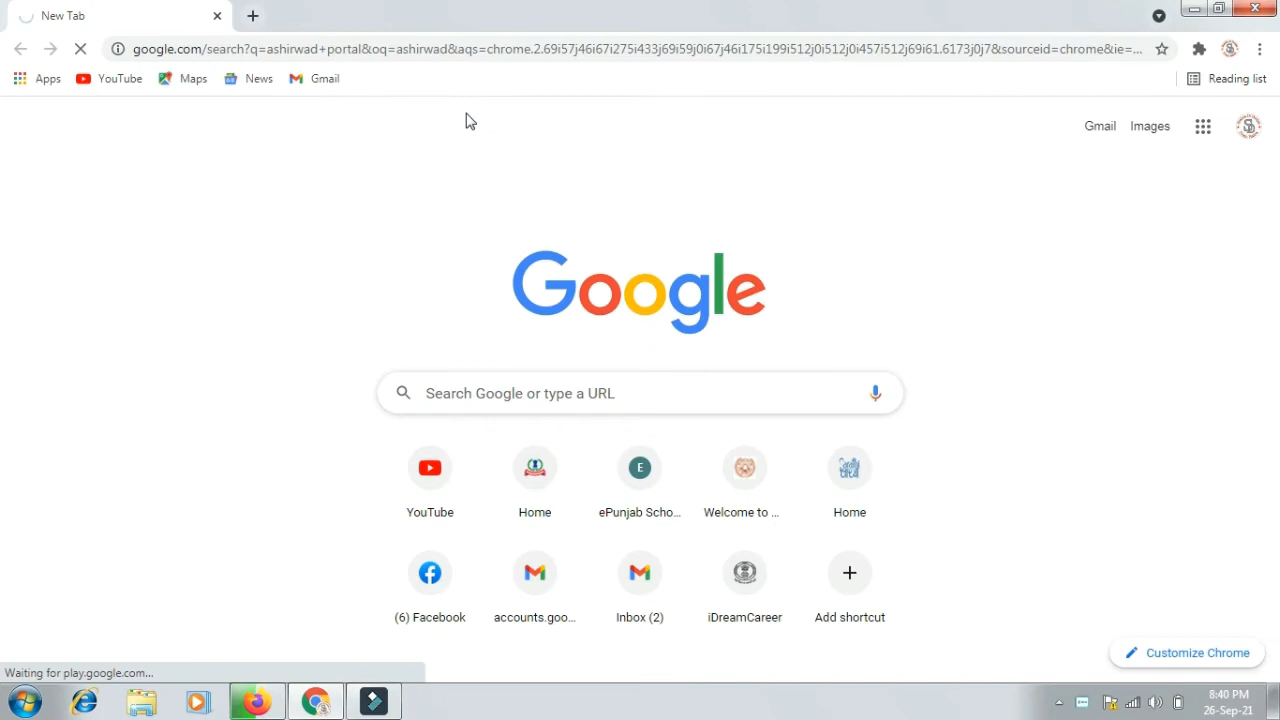 New Tab
google.com/search?q=ashirwad+portal&oq=ashirwad&aqs=chrome.2.69i57j46i67i275i433j69i59j0i67j46i175i199i512j0i512j0i457i512j69i61.6173j0j7&sourceid=chrome&ie=...
Apps YouTube Maps News Gmail Reading list
Gmail Images
Google
Search Google or type a URL
YouTube Home ePunjab Scho... Welcome to ... Home
(6) Facebook accounts.goo... Inbox (2) iDreamCareer Add shortcut
Customize Chrome
Waiting for play.google.com...
8:40 PM
26-Sep-21